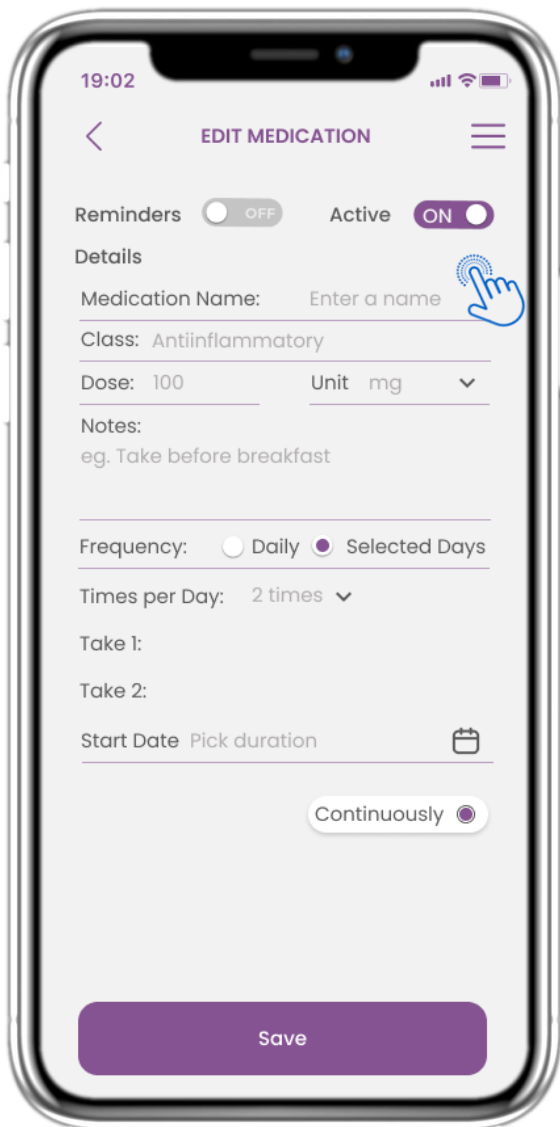 19:02
EDIT MEDICATION
Reminders OFF Active ON
Details
Medication Name: Enter a name
Class: Antiinflammatory
Dose: 100 Unit mg
Notes:
eg. Take before breakfast
Frequency: Daily Selected Days
Times per Day: 2 times
Take 1:
Take 2:
Start Date Pick duration
Continuously
Save